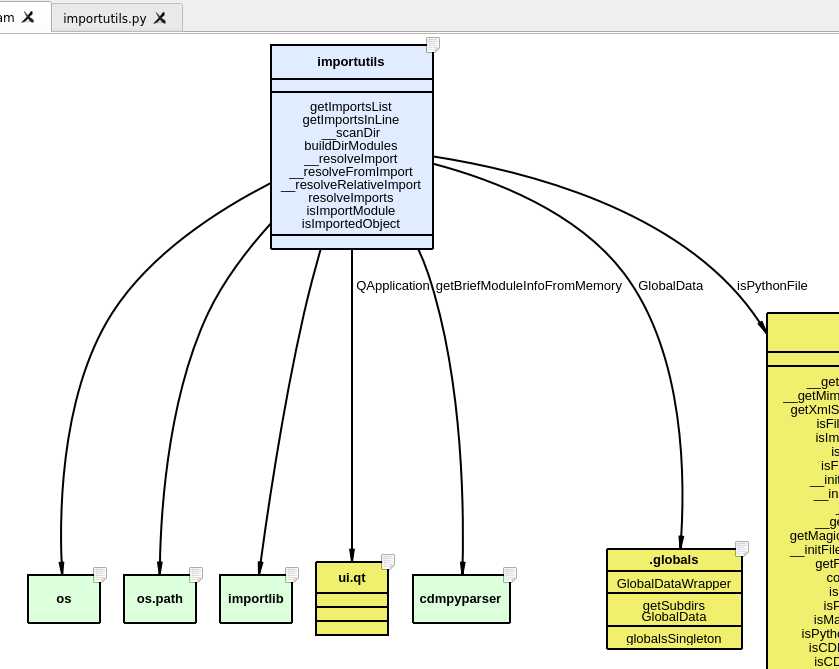 am
importutils.py
importutils
getImportsList
getImportsInLine
__scanDir
buildDirModules
__resolveImport
__resolveFromImport
__resolveRelativeImport
resolveImports
isImportModule
isImportedObject
QApplication getBriefModuleInfoFromMemory GlobalData isPythonFile
__get
__getMim
getXmlS
isFil
isIm
is
isF
__init
__in
_
__ge
getMagic
__initFile
getF
co
is
isP
isMa
isPytho
isCDI
isCD
os
os.path
importlib
ui.qt
cdmpyparser
.globals
GlobalDataWrapper
getSubdirs
GlobalData
globalsSingleton